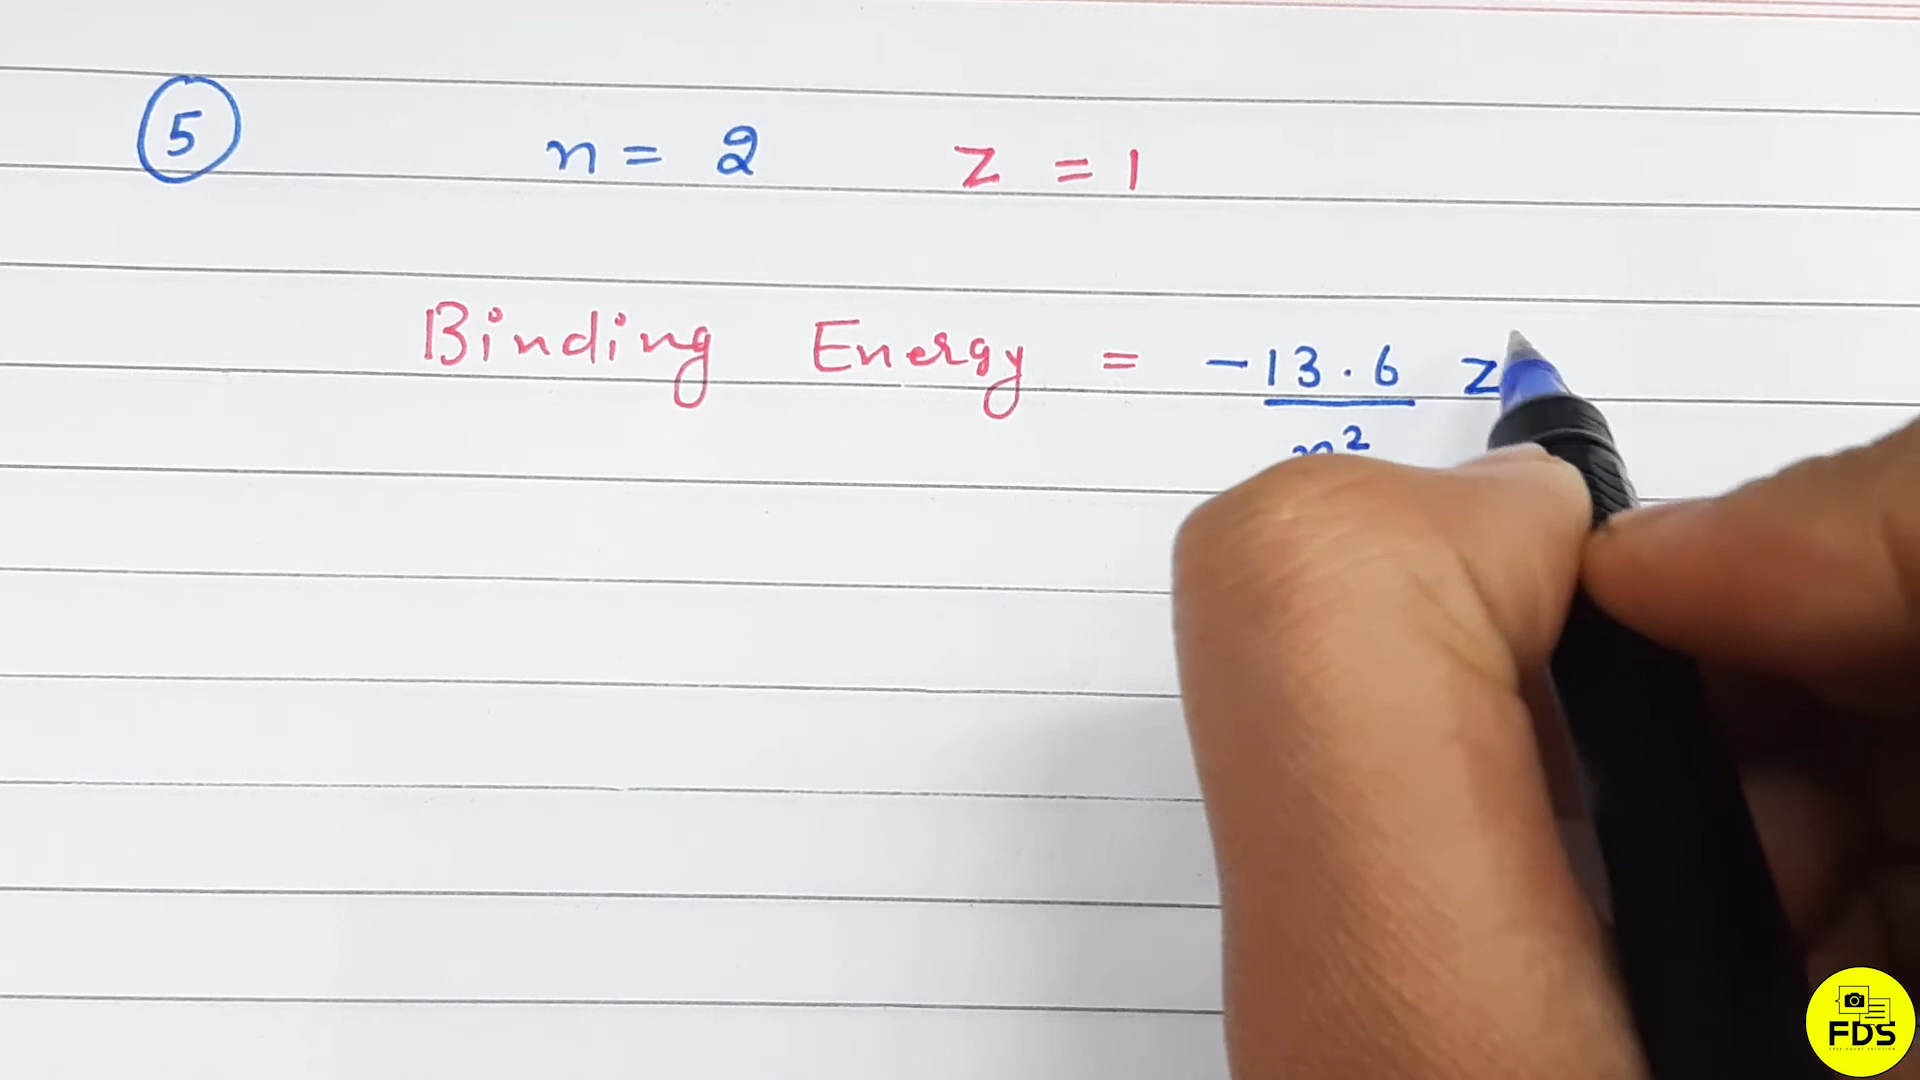 5 n = 2 z = 1
Binding Energy = -13.6 z
n²
FDS